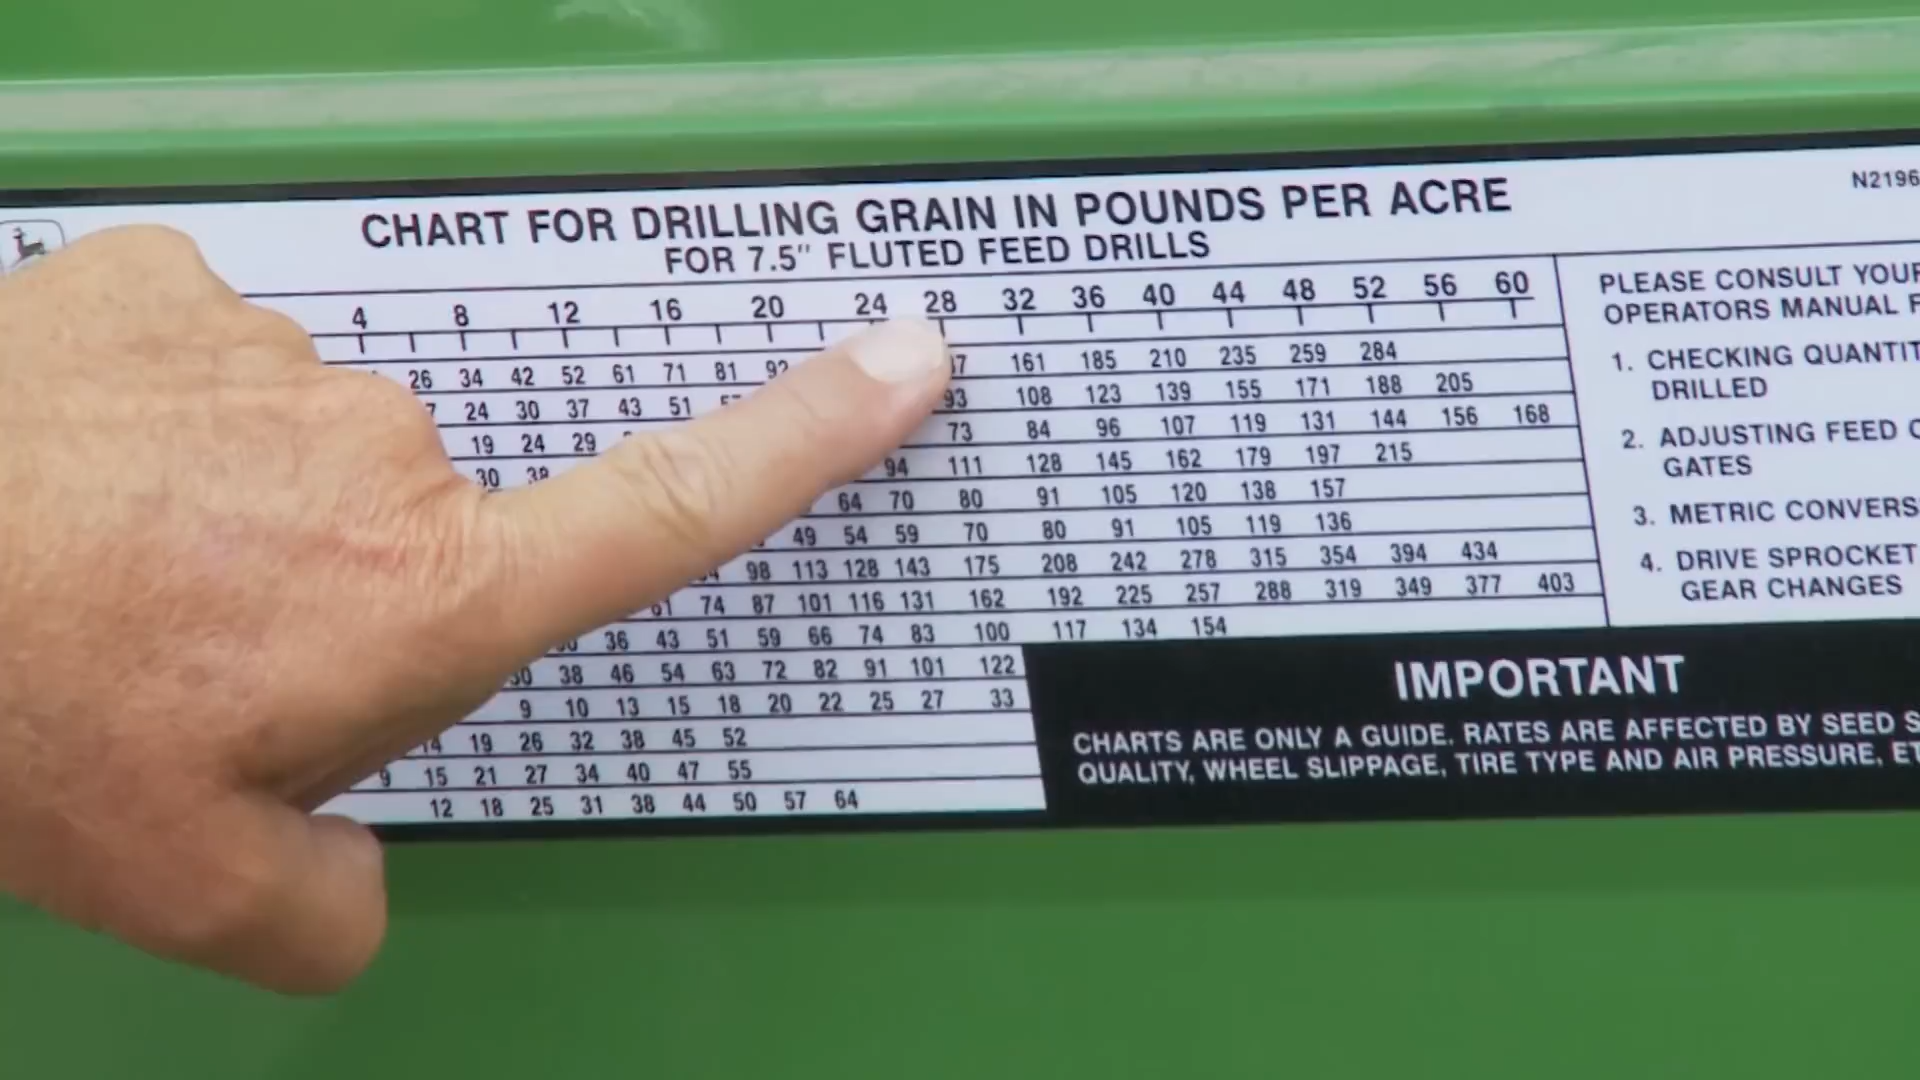 CHART FOR DRILLING GRAIN IN POUNDS PER ACRE
FOR 7.5" FLUTED FEED DRILLS
4 8 12 16 20 24 28 32 36 40 44 48 52 56 60
26 34 42 52 61 71 81 92 161 185 210 235 259 284
24 30 37 43 51 93 108 123 139 155 171 188 205
19 24 29 73 84 96 107 119 131 144 156 168
30 38 94 111 128 145 162 179 197 215
64 70 80 91 105 120 138 157
49 54 59 70 80 91 105 119 136
98 113 128 143 175 208 242 278 315 354 394 434
61 74 87 101 116 131 162 192 225 257 288 319 349 377 403
36 43 51 59 66 74 83 100 117 134 154
30 38 46 54 63 72 82 91 101 122
9 10 13 15 18 20 22 25 27 33
14 19 26 32 38 45 52
9 15 21 27 34 40 47 55
12 18 25 31 38 44 50 57 64
N2196
PLEASE CONSULT YOUR
OPERATORS MANUAL
1. CHECKING
DRILLED
2. ADJUSTING FEED
GATES
3. METRIC
4. DRIVE SPROCKET
GEAR CHANGES
IMPORTANT
CHARTS ARE ONLY A GUIDE. RATES ARE AFFECTED BY SEED
QUALITY, WHEEL SLIPPAGE, TIRE TYPE AND AIR PRESSURE,